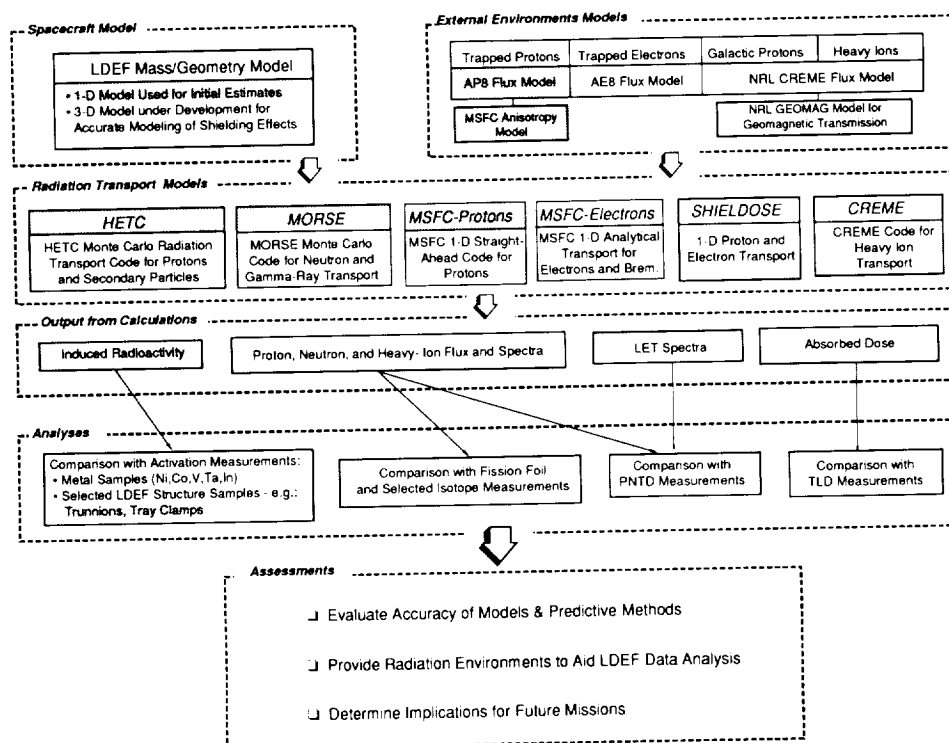 Spacecraft Model
LDEF Mass/Geometry Model
• 1-D Model Used for Initial Estimates
• 3-D Model under Development for
Accurate Modeling of Shielding Effects
External Environments Models
Trapped Protons
Trapped Electrons
Galactic Protons
Heavy Ions
AP8 Flux Model
AE8 Flux Model
NRL CREME Flux Model
MSFC Anisotropy
Model
NRL GEOMAG Model for
Geomagnetic Transmission
Radiation Transport Models
HETC
HETC Monte Carlo Radiation
Transport Code for Protons
and Secondary Particles
MORSE
MORSE Monte Carlo
Code for Neutron and
Gamma-Ray Transport
MSFC-Protons
MSFC 1-D Straight-
Ahead Code for
Protons
MSFC-Electrons
MSFC 1-D Analytical
Transport for
Electrons and Brem.
SHIELDOSE
1-D Proton and
Electron Transport
CREME
CREME Code for
Heavy Ion
Transport
Output from Calculations
Induced Radioactivity
Proton, Neutron, and Heavy- Ion Flux and Spectra
LET Spectra
Absorbed Dose
Analyses
Comparison with Activation Measurements:
• Metal Samples (Ni,Co,V,Ta,In)
• Selected LDEF Structure Samples - e.g.:
Trunnions, Tray Clamps
Comparison with Fission Foil
and Selected Isotope Measurements
Comparison with
PNTD Measurements
Comparison with
TLD Measurements
Assessments
❑ Evaluate Accuracy of Models & Predictive Methods
❑ Provide Radiation Environments to Aid LDEF Data Analysis
❑ Determine Implications for Future Missions